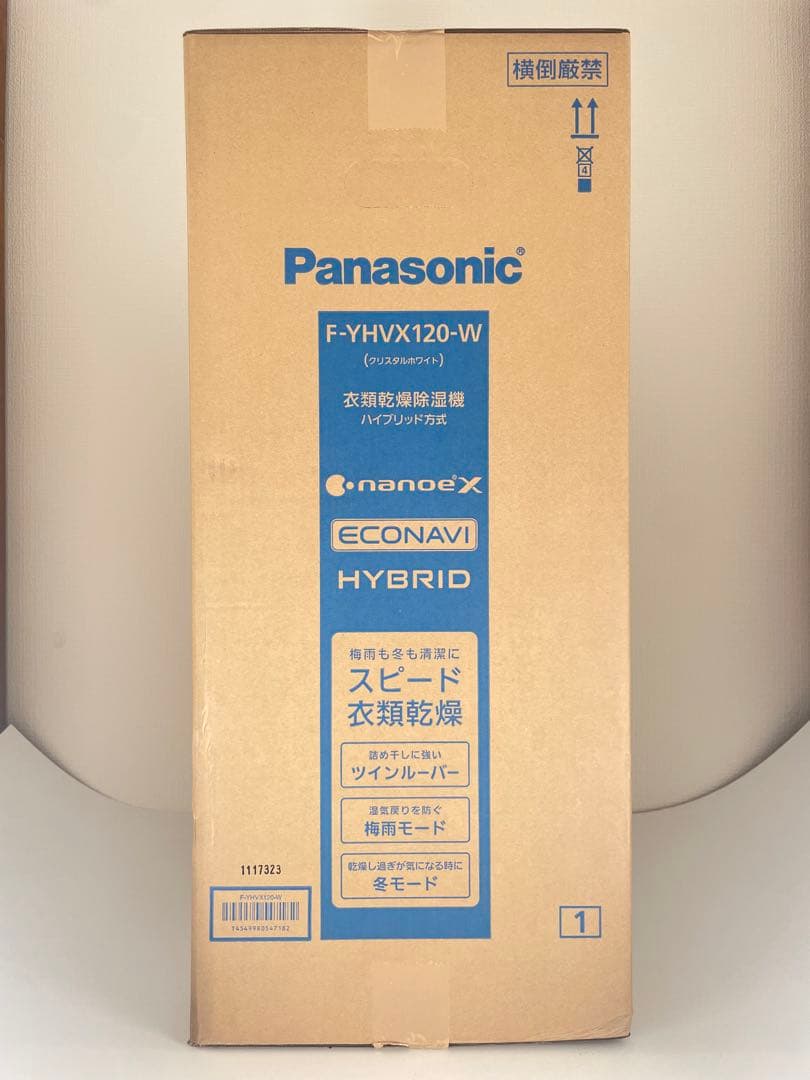 横倒厳禁
4
Panasonic®
F-YHVX120-W
(クリスタルホワイト)
衣類乾燥除湿機
ハイブリッド方式
nanoe®X
ECONAVI
HYBRID
梅雨も冬も清潔に
スピード
衣類乾燥
詰め干しに強い
ツインルーバー
湿気戻りを防ぐ
梅雨モード
乾燥し過ぎが気になる時に
冬モード
1117323
F-YHVX120-W
T4549980547182
1